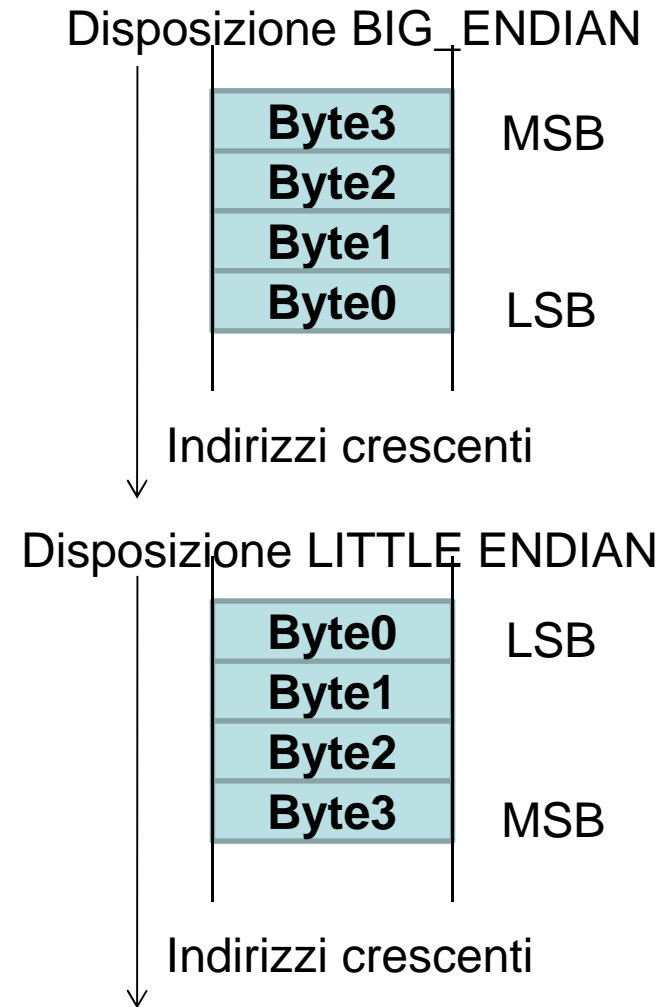 Disposizione BIG_ENDIAN
Byte3 MSB
Byte2
Byte1
Byte0 LSB
Indirizzi crescenti
Disposizione LITTLE ENDIAN
Byte0 LSB
Byte1
Byte2
Byte3 MSB
Indirizzi crescenti